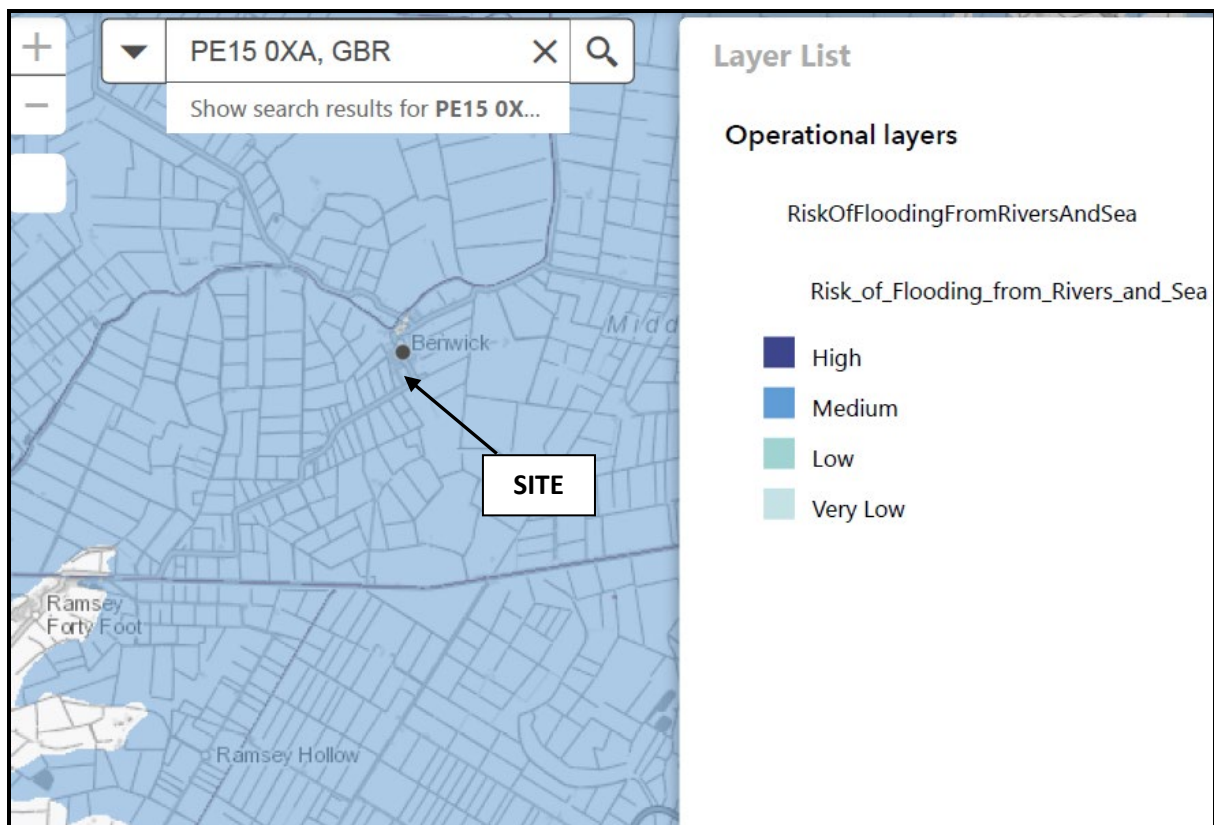 PE15 0XA, GBR
Show search results for PE15 0X...
Layer List
Operational layers
RiskOfFloodingFromRiversAndSea
Risk_of_Flooding_from_Rivers_and_Sea
High
Medium
Low
Very Low
Midd
Benwick
SITE
Ramsey
Forty Foot
Ramsey Hollow